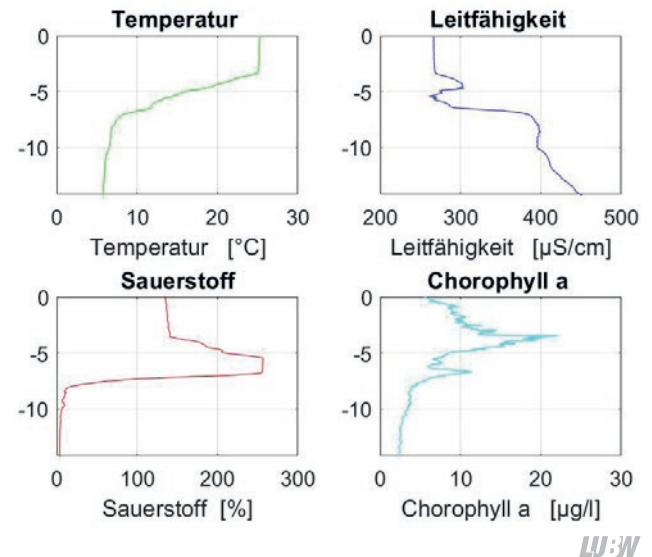 Temperatur
0
-5
-10
0 10 20 30
Temperatur [°C]
Leitfähigkeit
0
-5
-10
200 300 400 500
Leitfähigkeit [µS/cm]
Sauerstoff
0
-5
-10
0 100 200 300
Sauerstoff [%]
Chorophyll a
0
-5
-10
0 10 20 30
Chorophyll a [µg/l]
LUBW